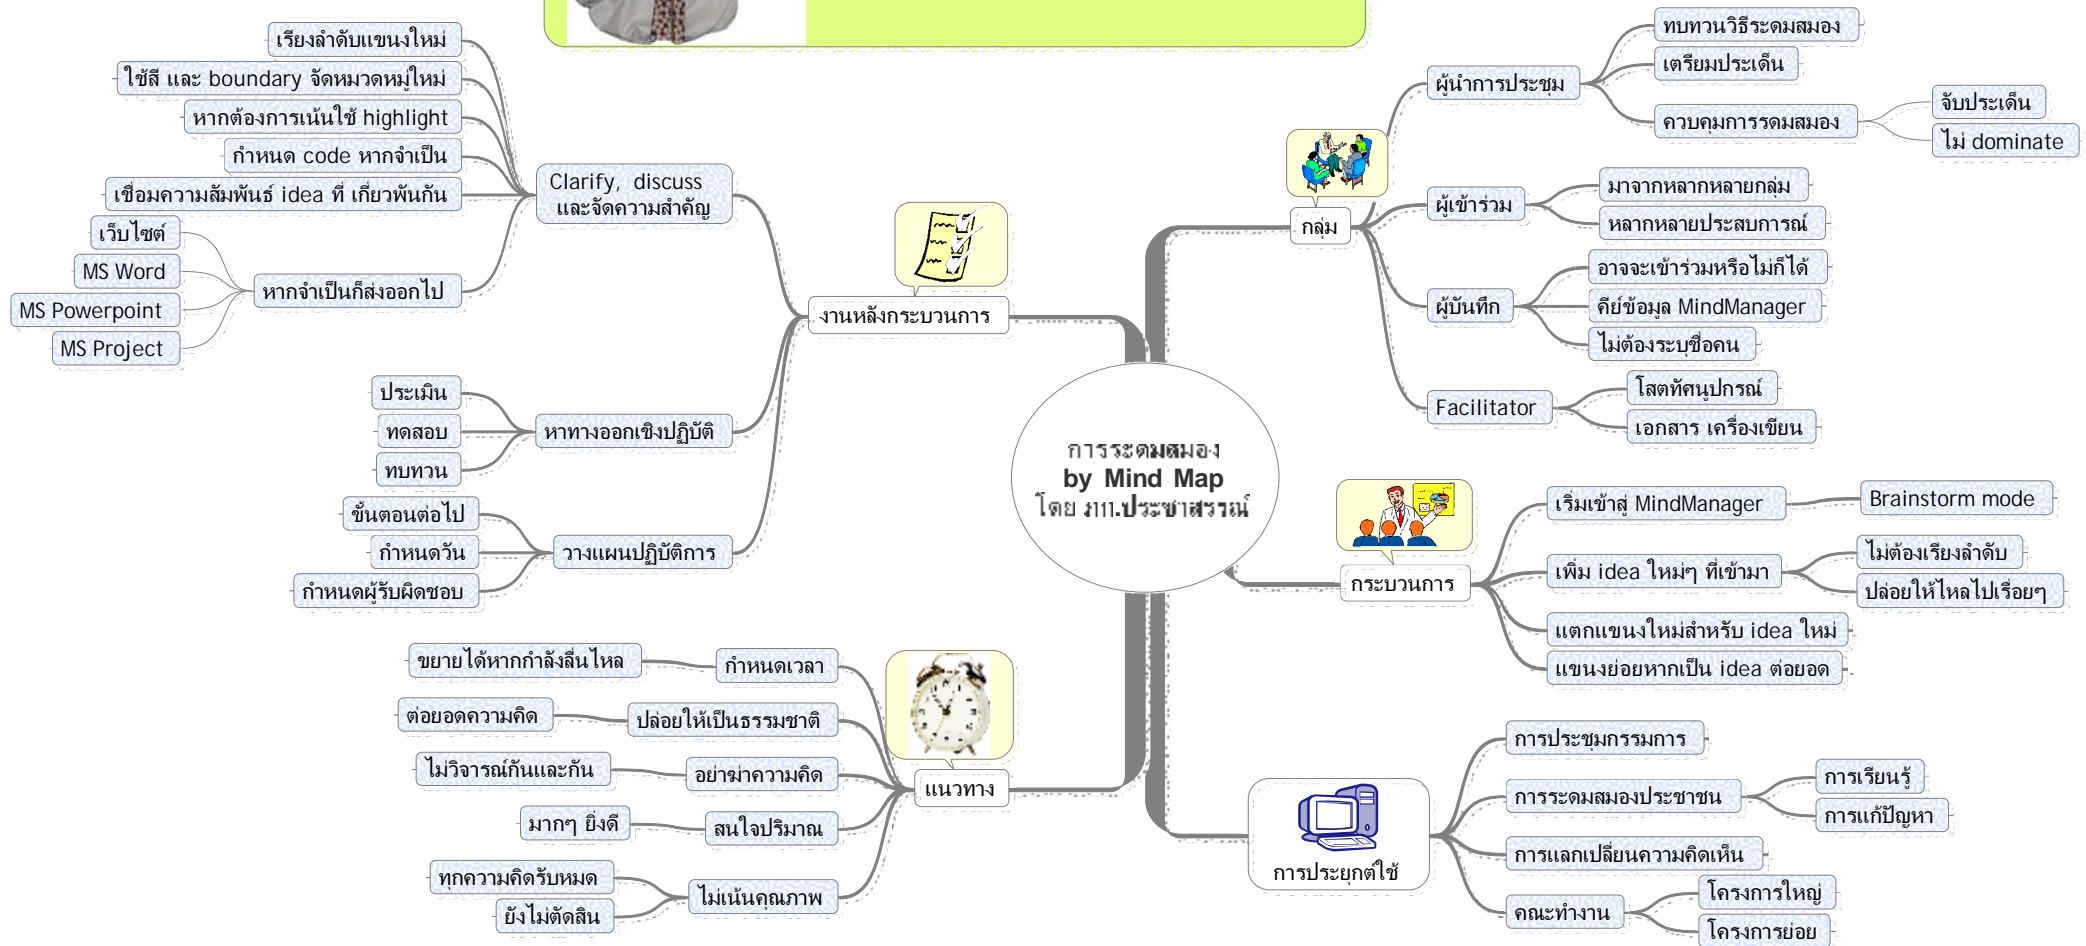 การระดมสมอง
by Mind Map
โดย ภก.ประชาสรรณ์
กลุ่ม
ผู้นำการประชุม
ทบทวนวิธีระดมสมอง
เตรียมประเด็น
ควบคุมการรดมสมอง
จับประเด็น
ไม่ dominate
ผู้เข้าร่วม
มาจากหลากหลายกลุ่ม
หลากหลายประสบการณ์
ผู้บันทึก
อาจจะเข้าร่วมหรือไม่ก็ได้
คีย์ข้อมูล MindManager
ไม่ต้องระบุชื่อคน
Facilitator
โสตทัศนูปกรณ์
เอกสาร เครื่องเขียน
กระบวนการ
เริ่มเข้าสู่ MindManager
Brainstorm mode
เพิ่ม idea ใหม่ๆ ที่เข้ามา
ไม่ต้องเรียงลำดับ
ปล่อยให้ไหลไปเรื่อยๆ
แตกแขนงใหม่สำหรับ idea ใหม่
แขนงย่อยหากเป็น idea ต่อยอด
การประยุกต์ใช้
การประชุมกรรมการ
การระดมสมองประชาชน
การเรียนรู้
การแก้ปัญหา
การแลกเปลี่ยนความคิดเห็น
คณะทำงาน
โครงการใหญ่
โครงการย่อย
แนวทาง
กำหนดเวลา
ขยายได้หากกำลังลื่นไหล
ปล่อยให้เป็นธรรมชาติ
ต่อยอดความคิด
อย่าฆ่าความคิด
ไม่วิจารณ์กันและกัน
สนใจปริมาณ
มากๆ ยิ่งดี
ไม่เน้นคุณภาพ
ทุกความคิดรับหมด
ยังไม่ตัดสิน
งานหลังกระบวนการ
Clarify, discuss
และจัดความสำคัญ
เรียงลำดับแขนงใหม่
ใช้สี และ boundary จัดหมวดหมู่ใหม่
หากต้องการเน้นใช้ highlight
กำหนด code หากจำเป็น
เชื่อมความสัมพันธ์ idea ที่ เกี่ยวพันกัน
หากจำเป็นก็ส่งออกไป
เว็บไซต์
MS Word
MS Powerpoint
MS Project
หาทางออกเชิงปฏิบัติ
ประเมิน
ทดสอบ
ทบทวน
วางแผนปฏิบัติการ
ขั้นตอนต่อไป
กำหนดวัน
กำหนดผู้รับผิดชอบ